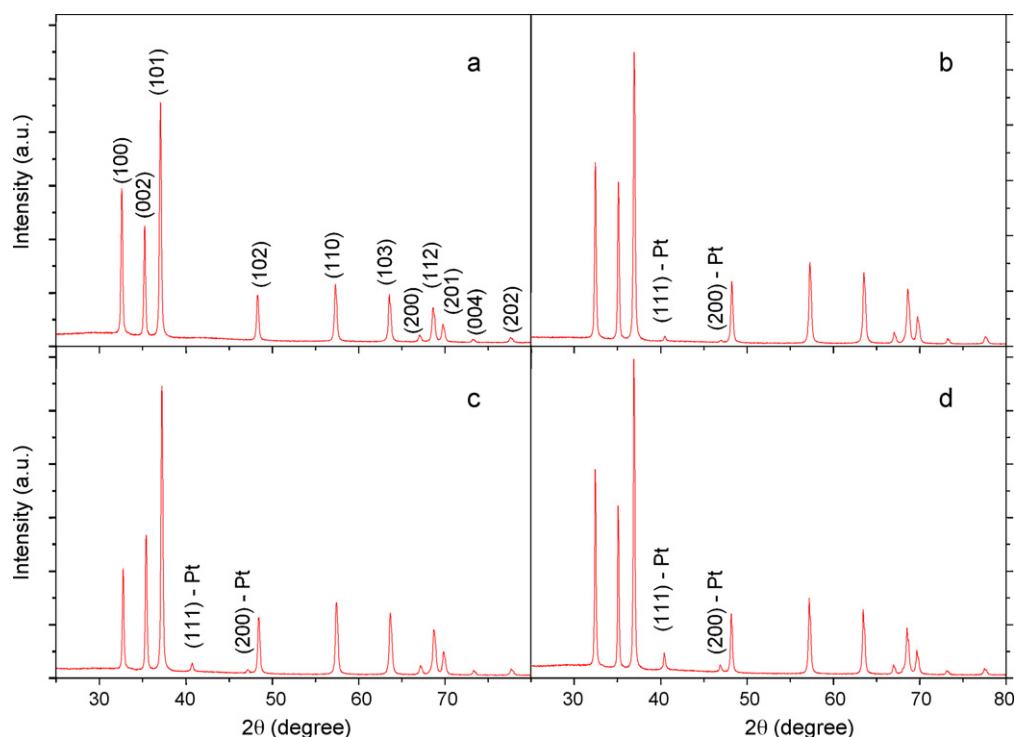 a
(100)
(002)
(101)
(102)
(110)
(103)
(200)
(112)
(201)
(004)
(202)
Intensity (a.u.)
b
(111) - Pt
(200) - Pt
c
(111) - Pt
(200) - Pt
Intensity (a.u.)
30 40 50 60 70
2θ (degree)
d
(111) - Pt
(200) - Pt
30 40 50 60 70 80
2θ (degree)